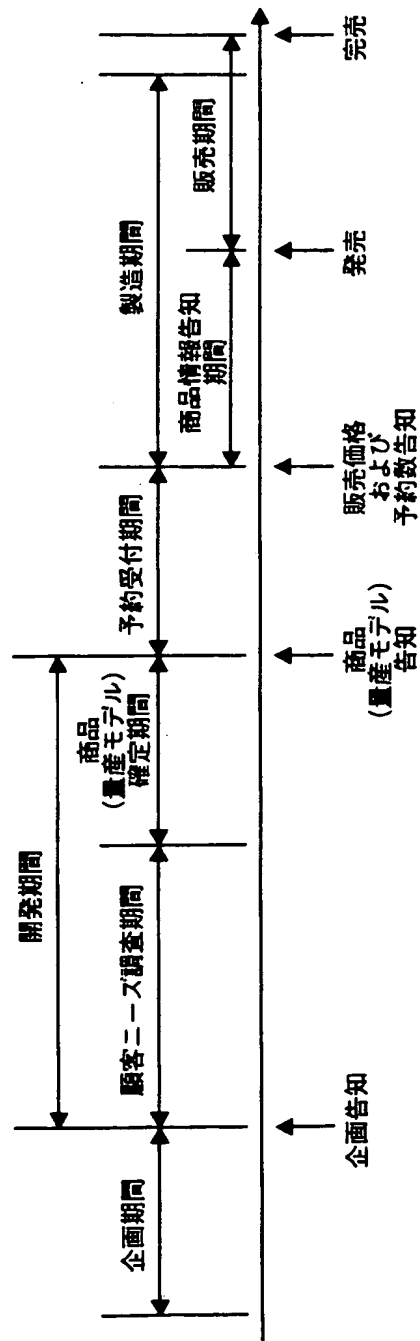 開発期間
企画期間
顧客ニーズ調査期間
商品
(量産モデル)
確定期間
予約受付期間
製造期間
商品情報告知
期間
販売期間
企画告知
商品
(量産モデル)
告知
販売価格
および
予約数告知
発売
完売